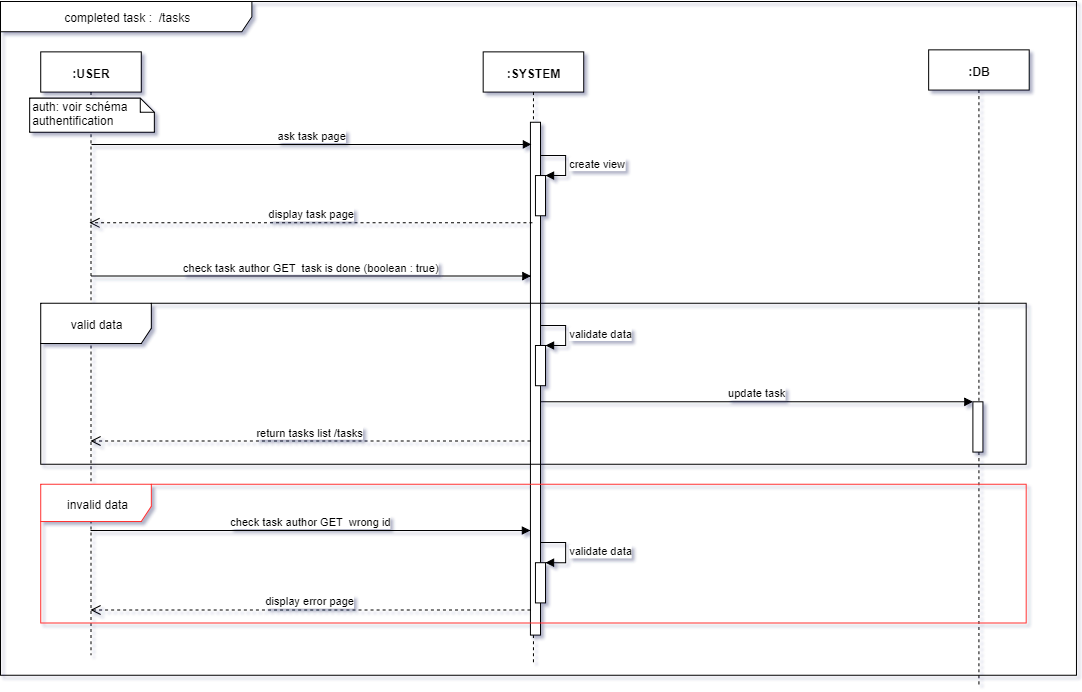 completed task : /tasks
:USER
:SYSTEM
:DB
auth: voir schéma
authentification
ask task page
create view
display task page
check task author GET task is done (boolean : true)
valid data
validate data
update task
return tasks list /tasks
invalid data
check task author GET wrong id
validate data
display error page